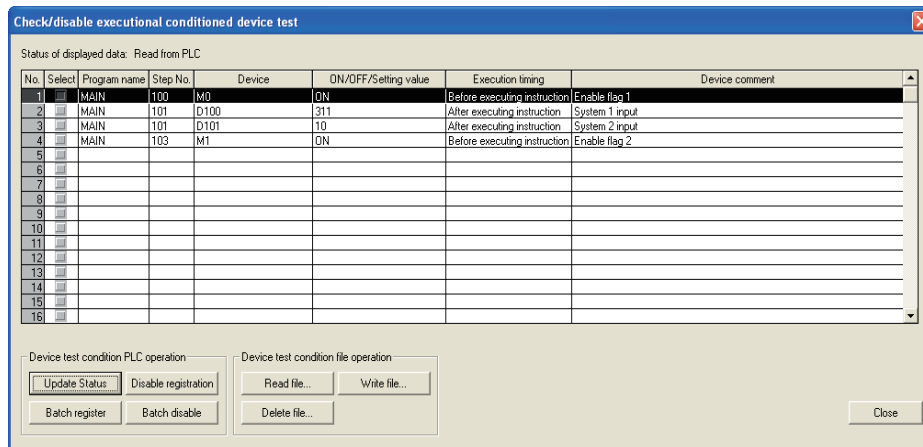 Check/disable executional conditioned device test
Status of displayed data: Read from PLC
No. Select Program name Step No. Device ON/OFF/Setting value Execution timing Device comment
1 MAIN 100 M0 ON Before executing instruction Enable flag 1
2 MAIN 101 D100 311 After executing instruction System 1 input
3 MAIN 101 D101 10 After executing instruction System 2 input
4 MAIN 103 M1 ON Before executing instruction Enable flag 2
5
6
7
8
9
10
11
12
13
14
15
16
Device test condition PLC operation Device test condition file operation
Update Status Disable registration Read file... Write file...
Batch register Batch disable Delete file... Close